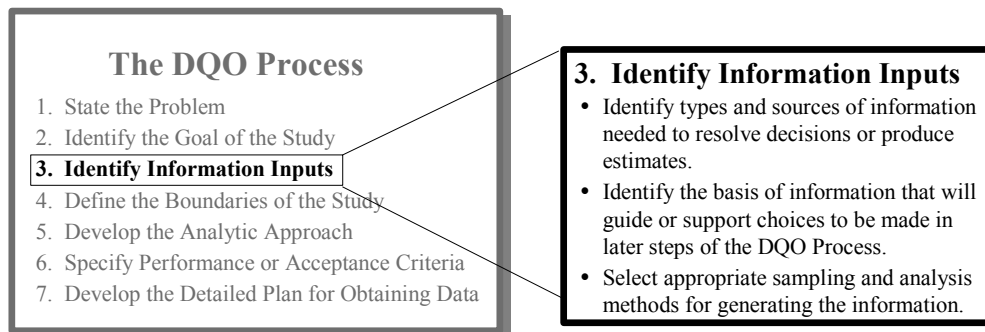 The DQO Process
1. State the Problem
2. Identify the Goal of the Study
3. Identify Information Inputs
4. Define the Boundaries of the Study
5. Develop the Analytic Approach
6. Specify Performance or Acceptance Criteria
7. Develop the Detailed Plan for Obtaining Data
3. Identify Information Inputs
• Identify types and sources of information
needed to resolve decisions or produce
estimates.
• Identify the basis of information that will
guide or support choices to be made in
later steps of the DQO Process.
• Select appropriate sampling and analysis
methods for generating the information.